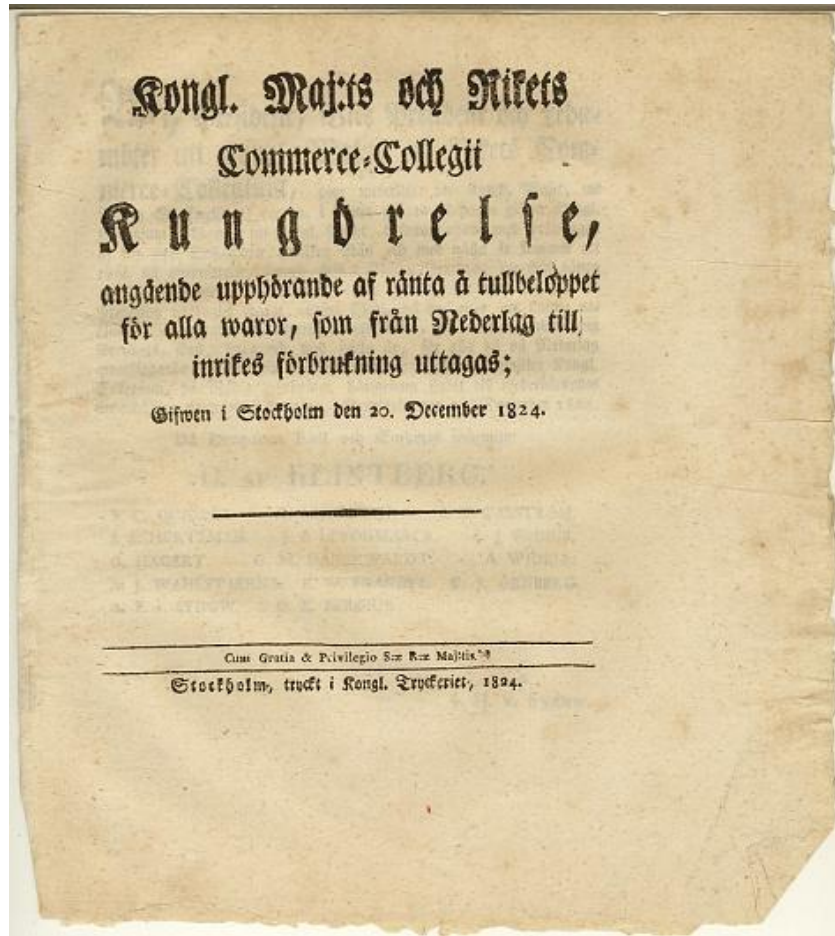 Kongl. Maj:ts och Rikets
Commerce-Collegii
Kungörelse,
angående upphörande af ränta å tullbeloppet
för alla waror, som från Nederlag till
inrikes förbrukning uttagas;
Gifwen i Stockholm den 20. December 1824.
Cum Gratia & Privilegio S:æ R:æ Maj:tis.
Stockholm, tryckt i Kongl. Tryckeriet, 1824.